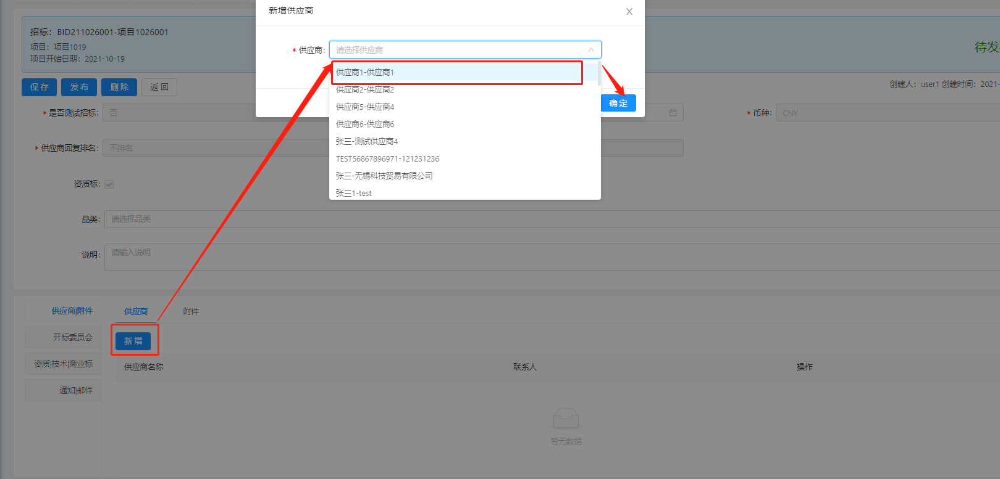 新增供应商
招标：BID211026001-项目1026001
项目：项目1019
项目开始日期：2021-10-19
待发
* 供应商：
请选择供应商
供应商1-供应商1
供应商2-供应商2
供应商5-供应商4
供应商6-供应商6
张三-测试供应商4
TEST56867896971-121231236
张三-无锡科技贸易有限公司
张三1-test
确定
保存
发布
删除
返回
创建人：user1 创建时间：2021-
* 是否测试招标：
否
* 币种：
CNY
* 供应商回复排名：
不排名
资质标：
品类：
请选择品类
说明：
请输入说明
供应商|附件
开标委员会
资质|技术|商业标
通知|邮件
供应商
附件
新增
供应商名称
联系人
操作
暂无数据